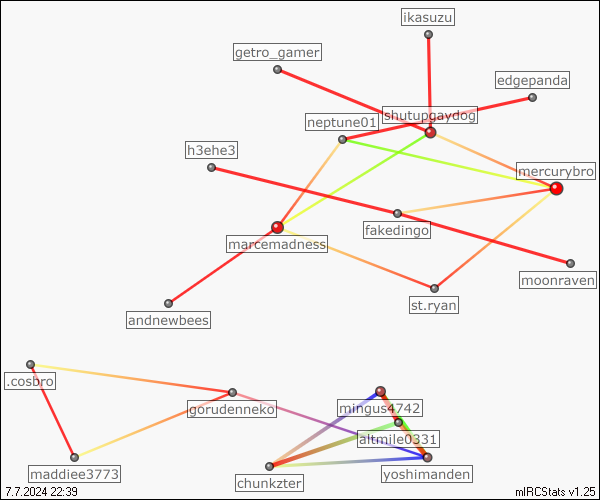 ikasuzu
getro_gamer
edgepanda
shutupgaydog
neptune01
h3ehe3
mercurybro
fakedingo
marcemadness
moonraven
st.ryan
andnewbees
.cosbro
gorudenneko
mingus4742
altmile0331
maddiee3773
chunkzter
yoshimanden
7.7.2024 22:39
mIRCStats v1.25